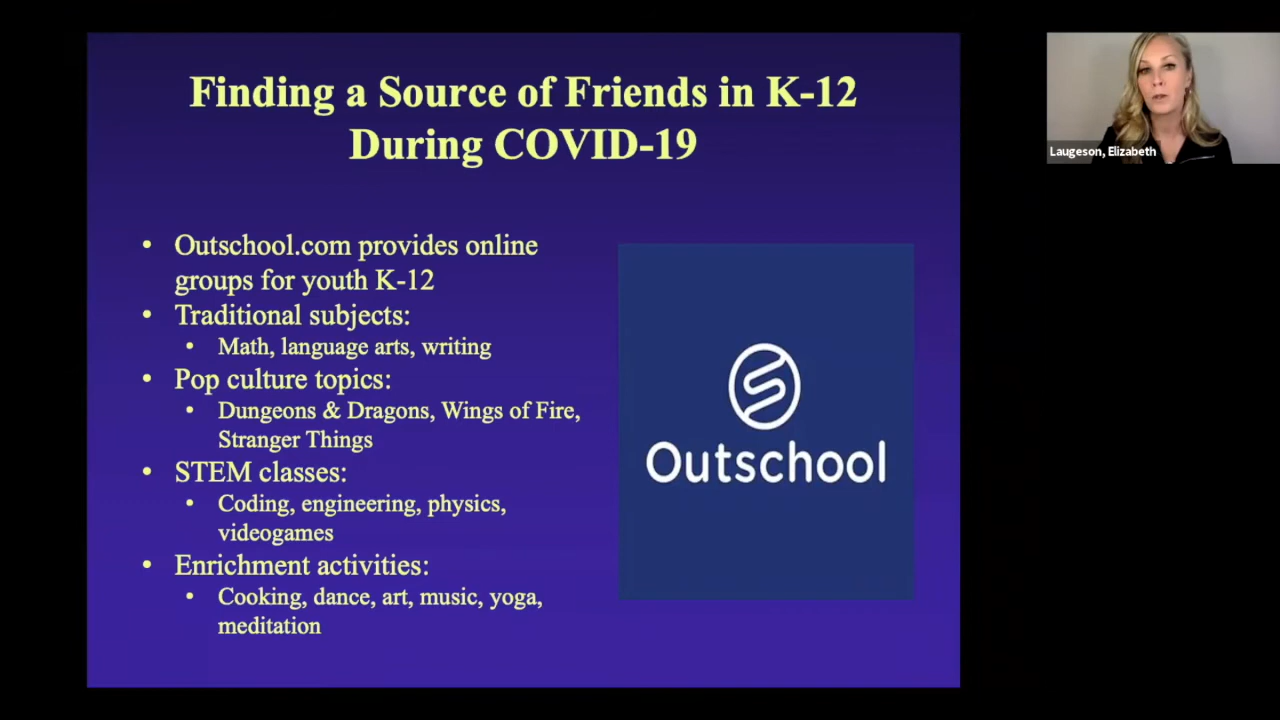 Finding a Source of Friends in K-12
During COVID-19
• Outschool.com provides online
groups for youth K-12
• Traditional subjects:
• Math, language arts, writing
• Pop culture topics:
• Dungeons & Dragons, Wings of Fire,
Stranger Things
• STEM classes:
• Coding, engineering, physics,
videogames
• Enrichment activities:
• Cooking, dance, art, music, yoga,
meditation
Outschool
Laugeson, Elizabeth